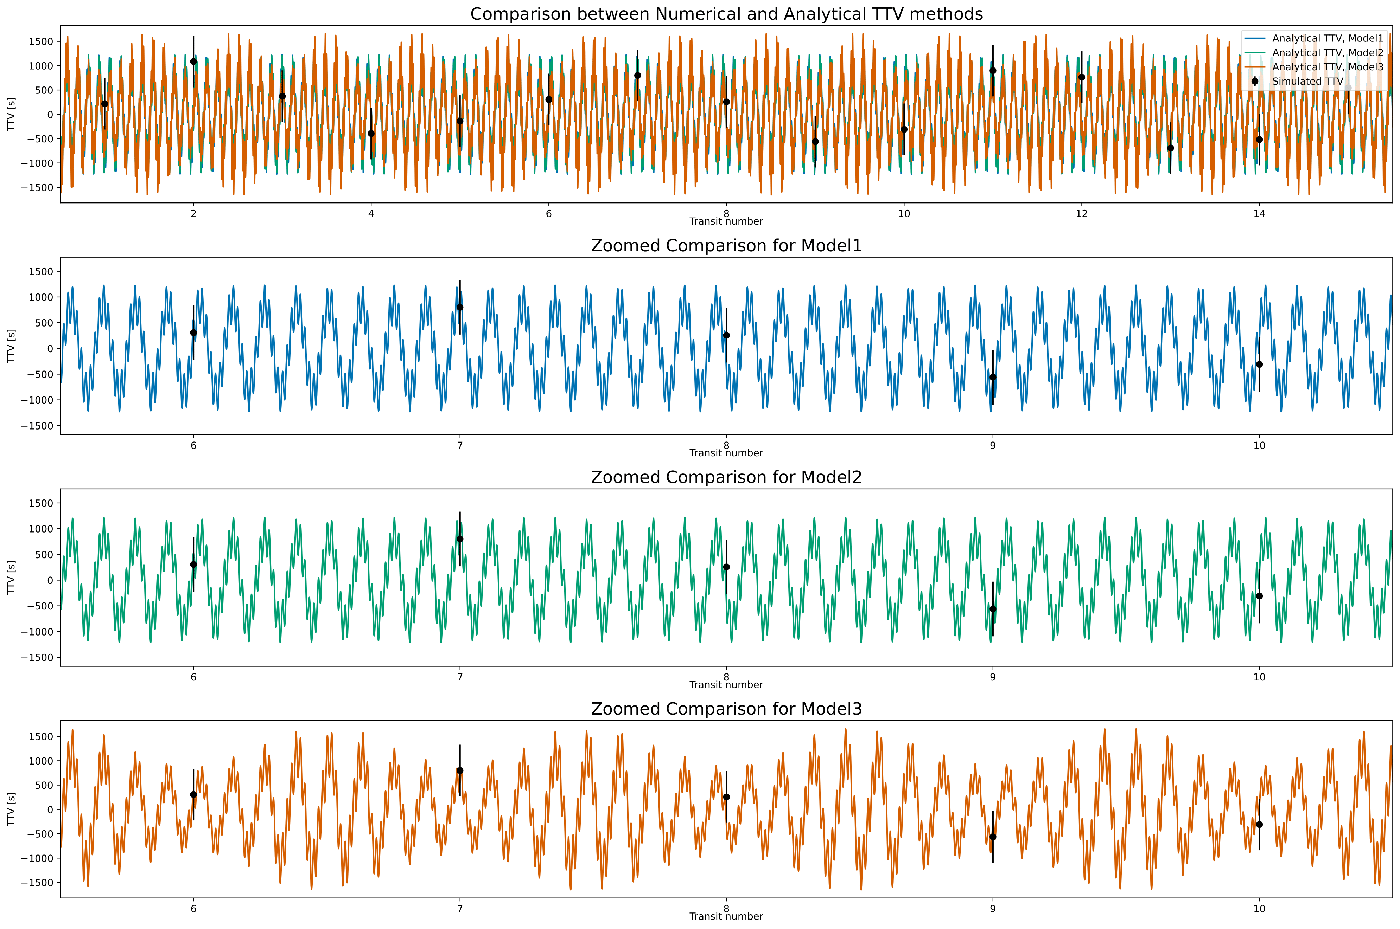 Comparison between Numerical and Analytical TTV methods
TTV [s]
1500
1000
500
0
−500
−1000
−1500
Analytical TTV, Model1
Analytical TTV, Model2
Analytical TTV, Model3
Simulated TTV
2 4 6 8 10 12 14
Transit number
Zoomed Comparison for Model1
TTV [s]
1500
1000
500
0
−500
−1000
−1500
6 7 8 9 10
Transit number
Zoomed Comparison for Model2
TTV [s]
1500
1000
500
0
−500
−1000
−1500
6 7 8 9 10
Transit number
Zoomed Comparison for Model3
TTV [s]
1500
1000
500
0
−500
−1000
−1500
6 7 8 9 10
Transit number